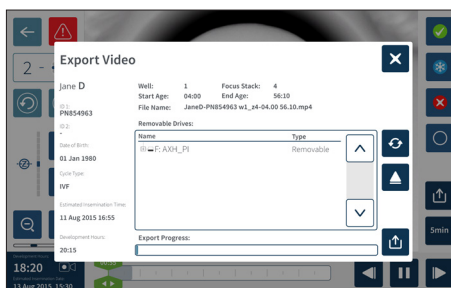 2 -
Export Video
Jane D
ID 1:
PN854963
ID 2:
-
Date of Birth:
01 Jan 1980
Cycle Type:
IVF
Estimated Insemination Time:
11 Aug 2015 16:55
Development Hours:
20:15
Well: 1 Focus Stack: 4
Start Age: 04:00 End Age: 56:10
File Name: JaneD-PN854963 w1_z4-04.00 56.10.mp4
Removable Drives:
Name Type
F: AXH_PI Removable
Export Progress:
5min
Development Hours:
18:20
13 Aug 2015, 15:30